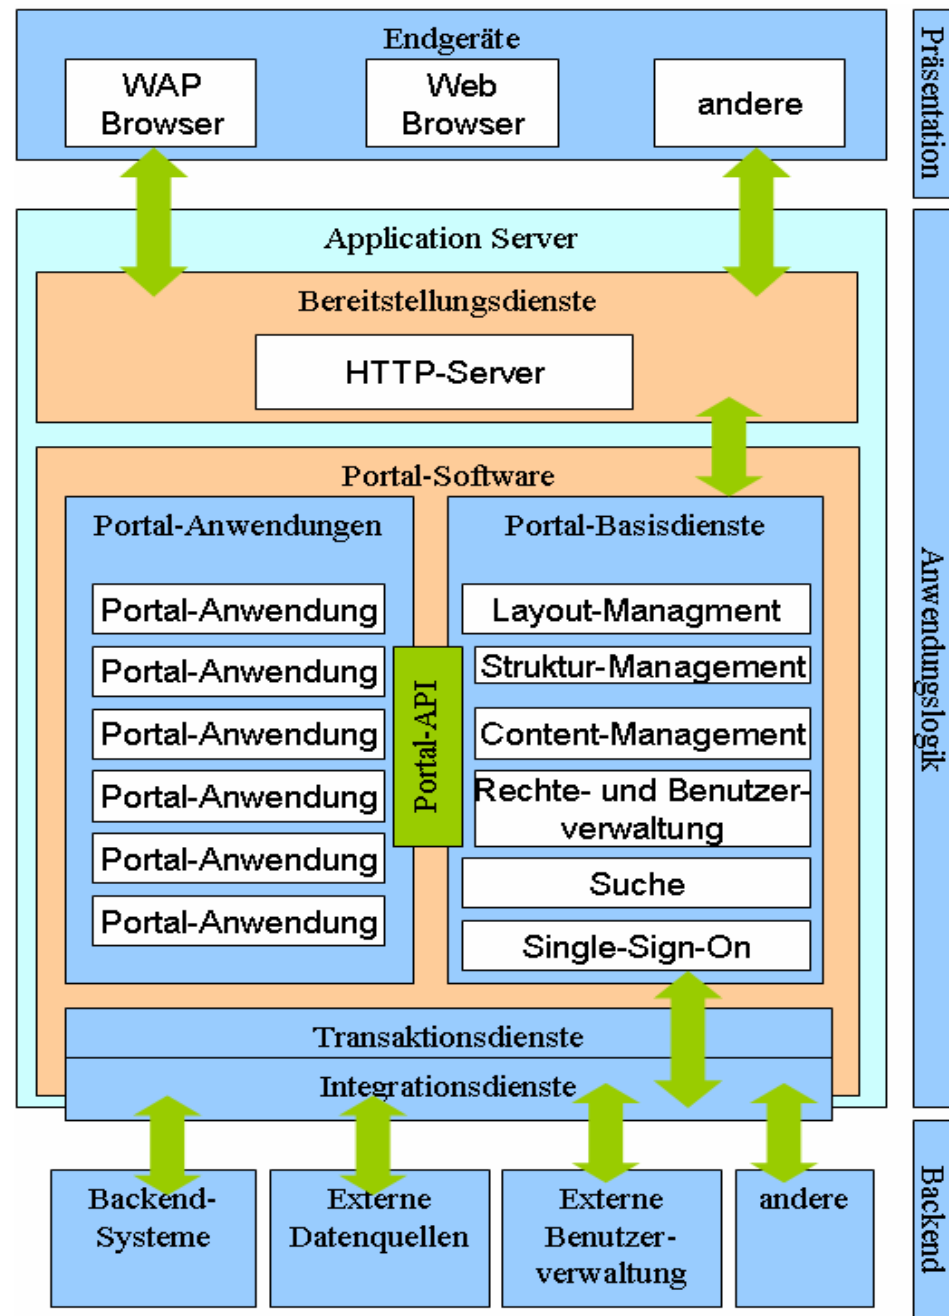 Endgeräte
WAP
Browser
Web
Browser
andere
Präsentation
Application Server
Bereitstellungsdienste
HTTP-Server
Portal-Software
Portal-Anwendungen
Portal-Anwendung
Portal-Anwendung
Portal-Anwendung
Portal-Anwendung
Portal-Anwendung
Portal-Anwendung
Portal-API
Portal-Basisdienste
Layout-Managment
Struktur-Management
Content-Management
Rechte- und Benutzer-
verwaltung
Suche
Single-Sign-On
Anwendungslogik
Transaktionsdienste
Integrationsdienste
Backend-
Systeme
Externe
Datenquellen
Externe
Benutzer-
verwaltung
andere
Backend